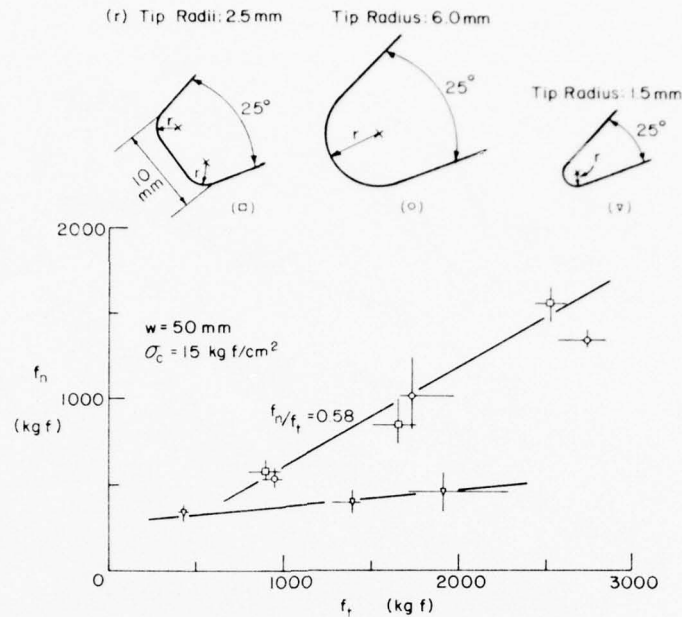 (r) Tip Radii: 2.5 mm
Tip Radius: 6.0 mm
Tip Radius: 1.5 mm
25°
25°
25°
r
r
r
r
10 mm
(□)
(○)
(▽)
2000
w = 50 mm
σc = 15 kg f/cm²
fn
(kg f)
1000
fn/ft = 0.58
0
1000
2000
3000
ft (kg f)